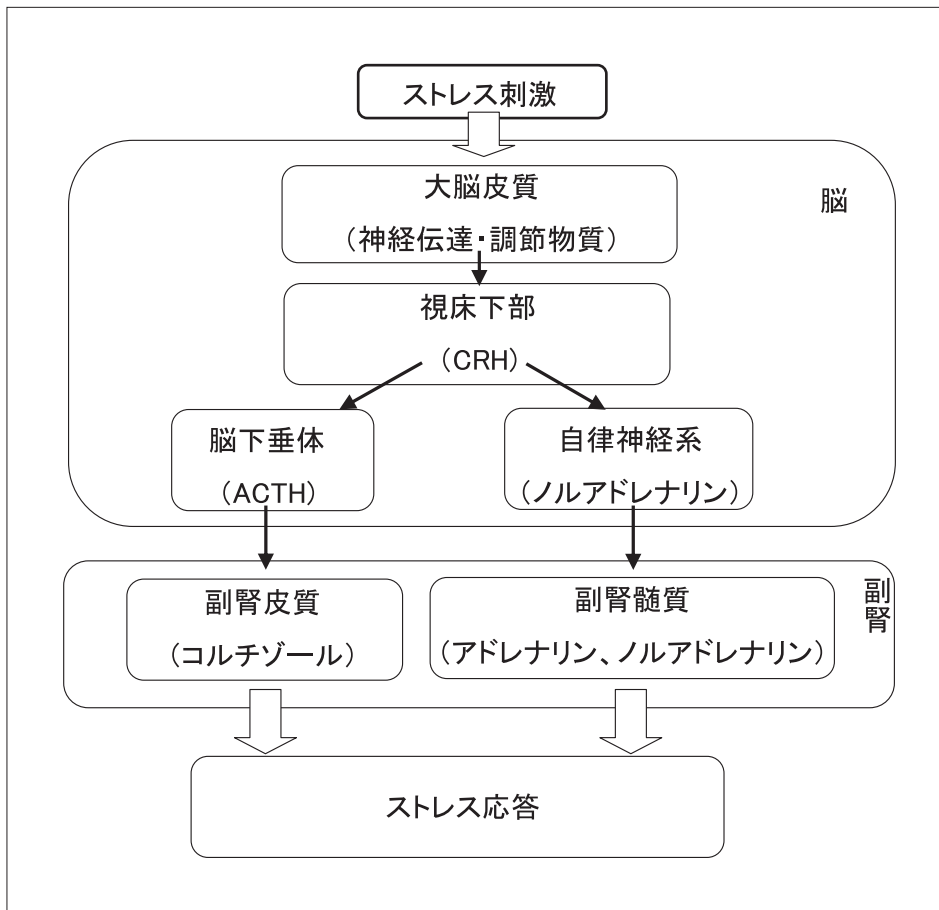 ストレス刺激
脳
大脳皮質
（神経伝達・調節物質）
視床下部
（CRH）
脳下垂体
（ACTH）
自律神経系
（ノルアドレナリン）
副腎
副腎皮質
（コルチゾール）
副腎髄質
（アドレナリン、ノルアドレナリン）
ストレス応答